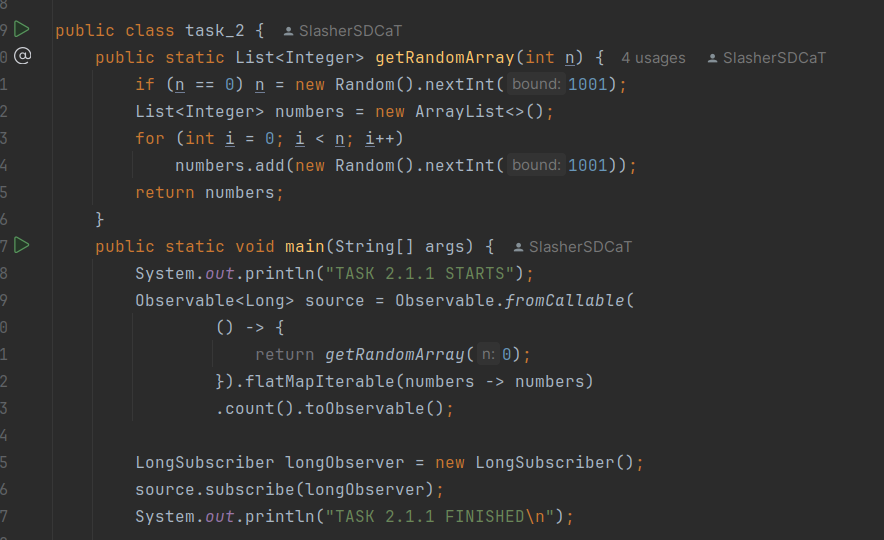 8
9 public class task_2 { SlasherSDCaT
0 @ public static List<Integer> getRandomArray(int n) { 4 usages SlasherSDCaT
1 if (n == 0) n = new Random().nextInt( bound: 1001);
2 List<Integer> numbers = new ArrayList<>();
3 for (int i = 0; i < n; i++)
4 numbers.add(new Random().nextInt( bound: 1001));
5 return numbers;
6 }
7 public static void main(String[] args) { SlasherSDCaT
8 System.out.println("TASK 2.1.1 STARTS");
9 Observable<Long> source = Observable.fromCallable(
0 () -> {
1 return getRandomArray( n: 0);
2 }).flatMapIterable(numbers -> numbers)
3 .count().toObservable();
4
5 LongSubscriber longObserver = new LongSubscriber();
6 source.subscribe(longObserver);
7 System.out.println("TASK 2.1.1 FINISHED\n");